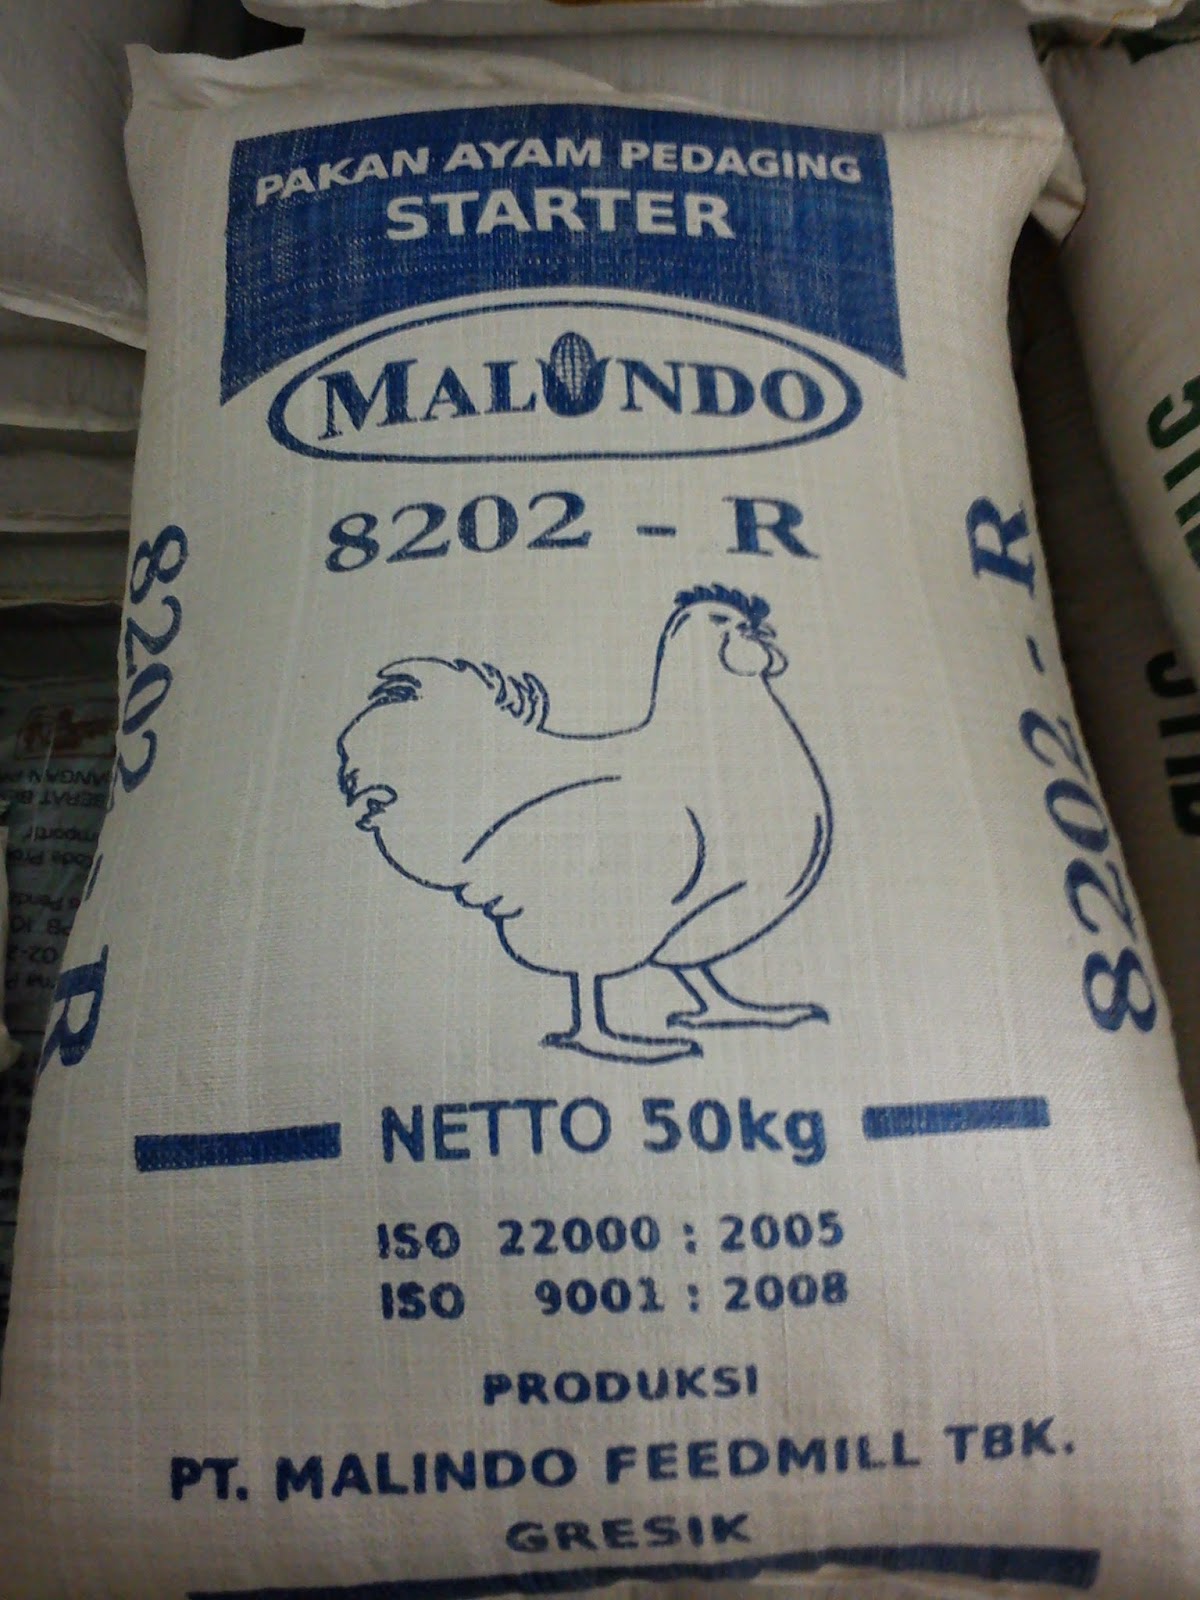 PAKAN AYAM PEDAGING
STARTER
MALINDO
8202 - R
8202 - R
8202 - R
NETTO 50kg
ISO 22000 : 2005
ISO 9001 : 2008
PRODUKSI
PT. MALINDO FEEDMILL TBK.
GRESIK